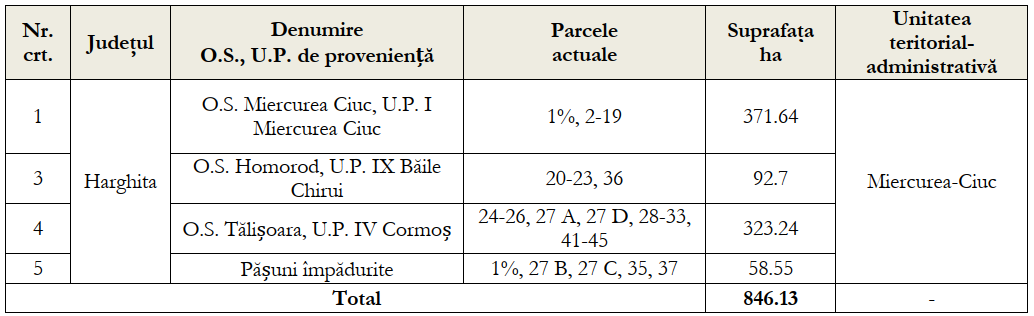 Nr. crt. Județul Denumire O.S., U.P. de proveniență Parcele actuale Suprafața ha Unitatea teritorial-administrativă
1 Harghita O.S. Miercurea Ciuc, U.P. I Miercurea Ciuc 1%, 2-19 371.64 Miercurea-Ciuc
3 O.S. Homorod, U.P. IX Băile Chirui 20-23, 36 92.7
4 O.S. Tălișoara, U.P. IV Cormoș 24-26, 27 A, 27 D, 28-33, 41-45 323.24
5 Pășuni împădurite 1%, 27 B, 27 C, 35, 37 58.55
Total 846.13 -